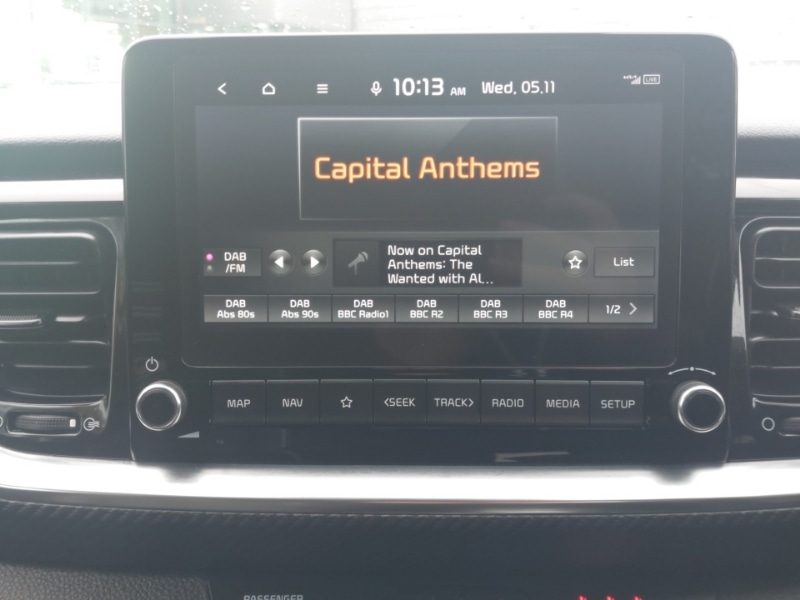 10:13 AM Wed, 05.11
LIVE
Capital Anthems
DAB
/FM
Now on Capital
Anthems: The
Wanted with Al...
List
DAB
Abs 80s
DAB
Abs 90s
DAB
BBC Radio1
DAB
BBC R2
DAB
BBC R3
DAB
BBC R4
1/2 >
MAP
NAV
<SEEK
TRACK>
RADIO
MEDIA
SETUP
PASSENGER